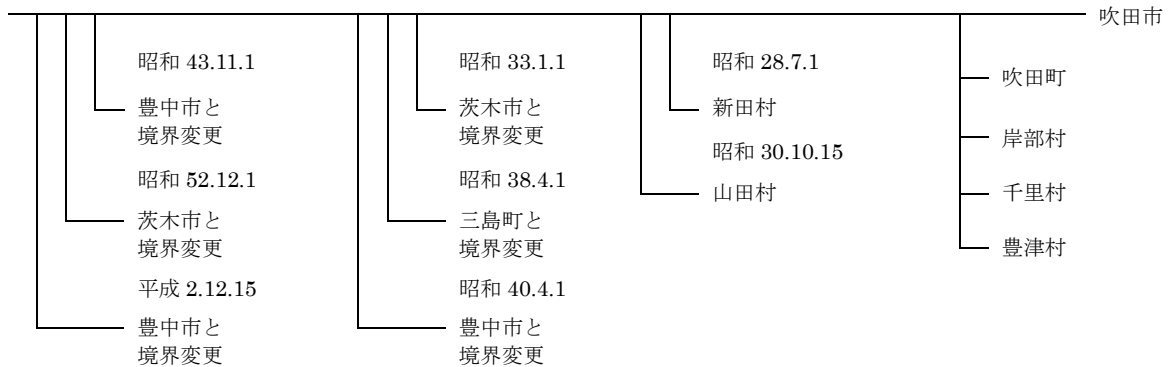 吹田市
吹田町
岸部村
千里村
豊津村
昭和 28.7.1
新田村
昭和 30.10.15
山田村
昭和 33.1.1
茨木市と
境界変更
昭和 38.4.1
三島町と
境界変更
昭和 40.4.1
豊中市と
境界変更
昭和 43.11.1
豊中市と
境界変更
昭和 52.12.1
茨木市と
境界変更
平成 2.12.15
豊中市と
境界変更